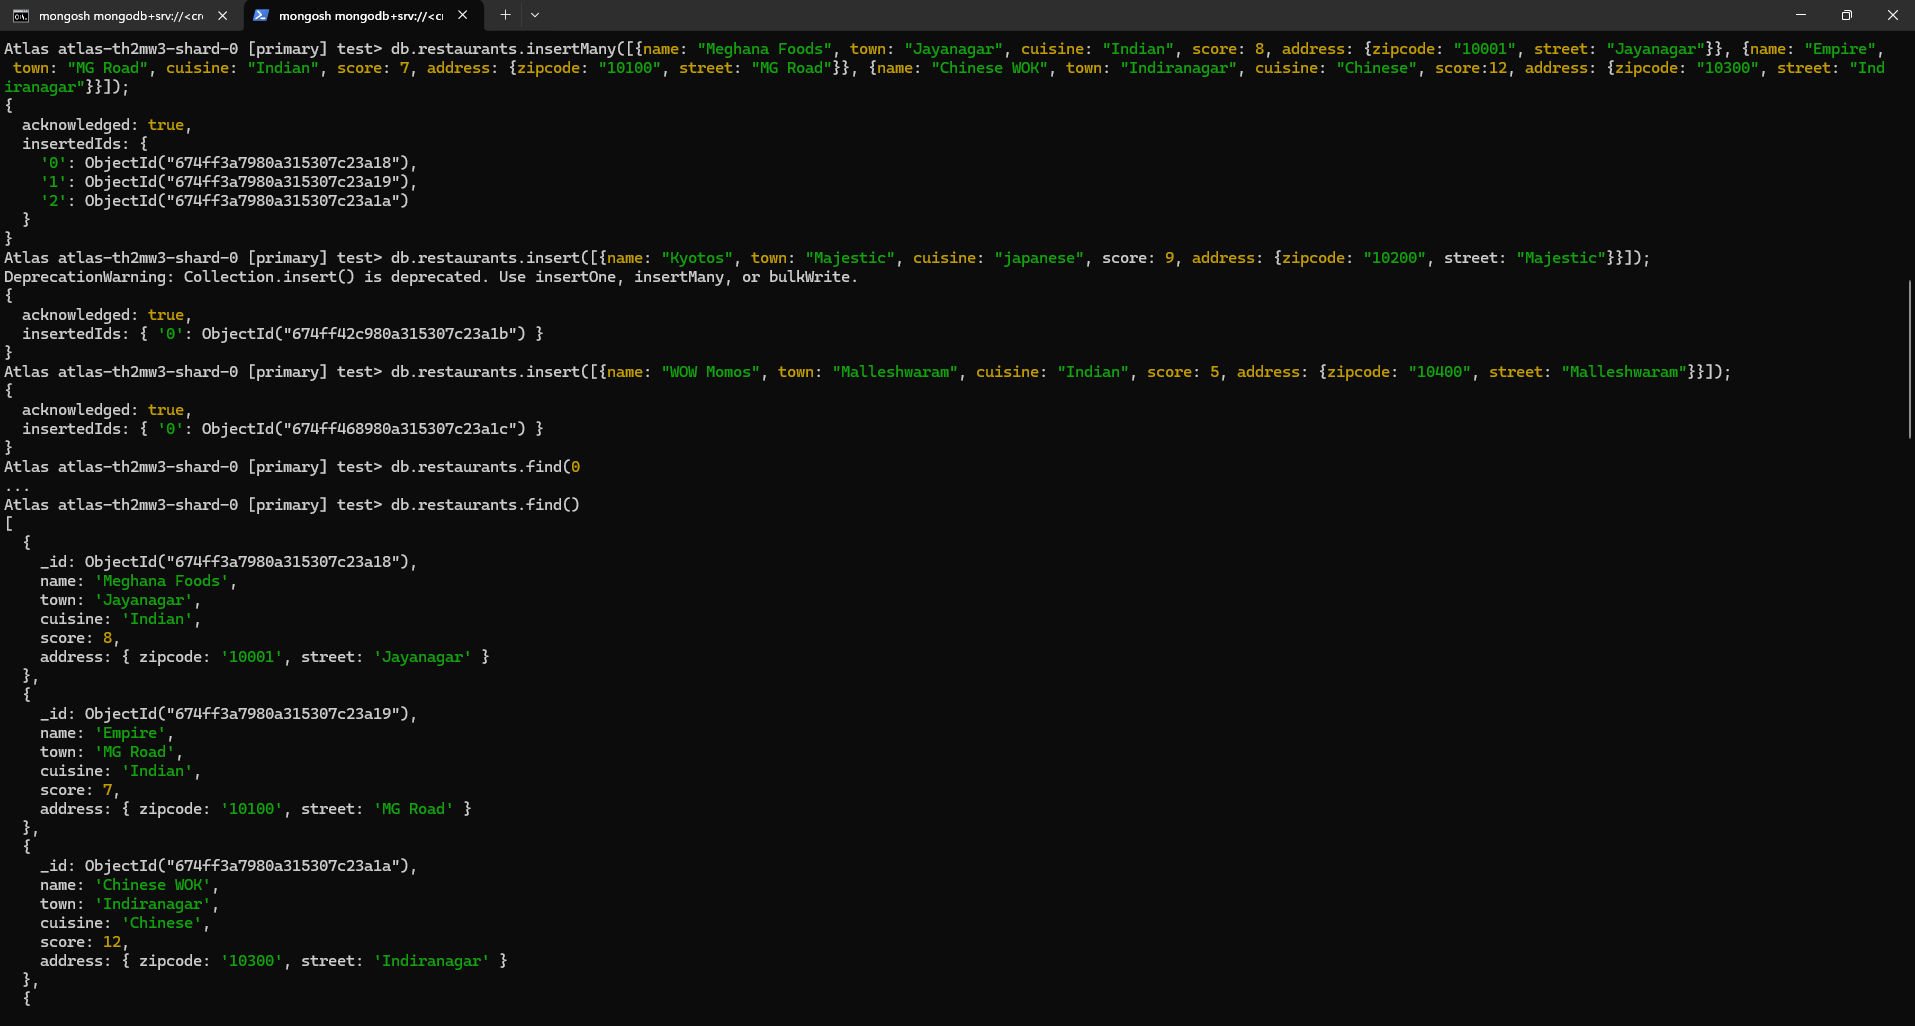 mongosh mongodb+srv://<cr
mongosh mongodb+srv://<c
Atlas atlas-th2mw3-shard-0 [primary] test> db.restaurants.insertMany([{name: "Meghana Foods", town: "Jayanagar", cuisine: "Indian", score: 8, address: {zipcode: "10001", street: "Jayanagar"}}, {name: "Empire",
 town: "MG Road", cuisine: "Indian", score: 7, address: {zipcode: "10100", street: "MG Road"}}, {name: "Chinese WOK", town: "Indiranagar", cuisine: "Chinese", score:12, address: {zipcode: "10300", street: "Ind
iranagar"}}]);
{
  acknowledged: true,
  insertedIds: {
    '0': ObjectId("674ff3a7980a315307c23a18"),
    '1': ObjectId("674ff3a7980a315307c23a19"),
    '2': ObjectId("674ff3a7980a315307c23a1a")
  }
}
Atlas atlas-th2mw3-shard-0 [primary] test> db.restaurants.insert([{name: "Kyotos", town: "Majestic", cuisine: "japanese", score: 9, address: {zipcode: "10200", street: "Majestic"}}]);
DeprecationWarning: Collection.insert() is deprecated. Use insertOne, insertMany, or bulkWrite.
{
  acknowledged: true,
  insertedIds: { '0': ObjectId("674ff42c980a315307c23a1b") }
}
Atlas atlas-th2mw3-shard-0 [primary] test> db.restaurants.insert([{name: "WOW Momos", town: "Malleshwaram", cuisine: "Indian", score: 5, address: {zipcode: "10400", street: "Malleshwaram"}}]);
{
  acknowledged: true,
  insertedIds: { '0': ObjectId("674ff468980a315307c23a1c") }
}
Atlas atlas-th2mw3-shard-0 [primary] test> db.restaurants.find(0
...
Atlas atlas-th2mw3-shard-0 [primary] test> db.restaurants.find()
[
  {
    _id: ObjectId("674ff3a7980a315307c23a18"),
    name: 'Meghana Foods',
    town: 'Jayanagar',
    cuisine: 'Indian',
    score: 8,
    address: { zipcode: '10001', street: 'Jayanagar' }
  },
  {
    _id: ObjectId("674ff3a7980a315307c23a19"),
    name: 'Empire',
    town: 'MG Road',
    cuisine: 'Indian',
    score: 7,
    address: { zipcode: '10100', street: 'MG Road' }
  },
  {
    _id: ObjectId("674ff3a7980a315307c23a1a"),
    name: 'Chinese WOK',
    town: 'Indiranagar',
    cuisine: 'Chinese',
    score: 12,
    address: { zipcode: '10300', street: 'Indiranagar' }
  },
  {